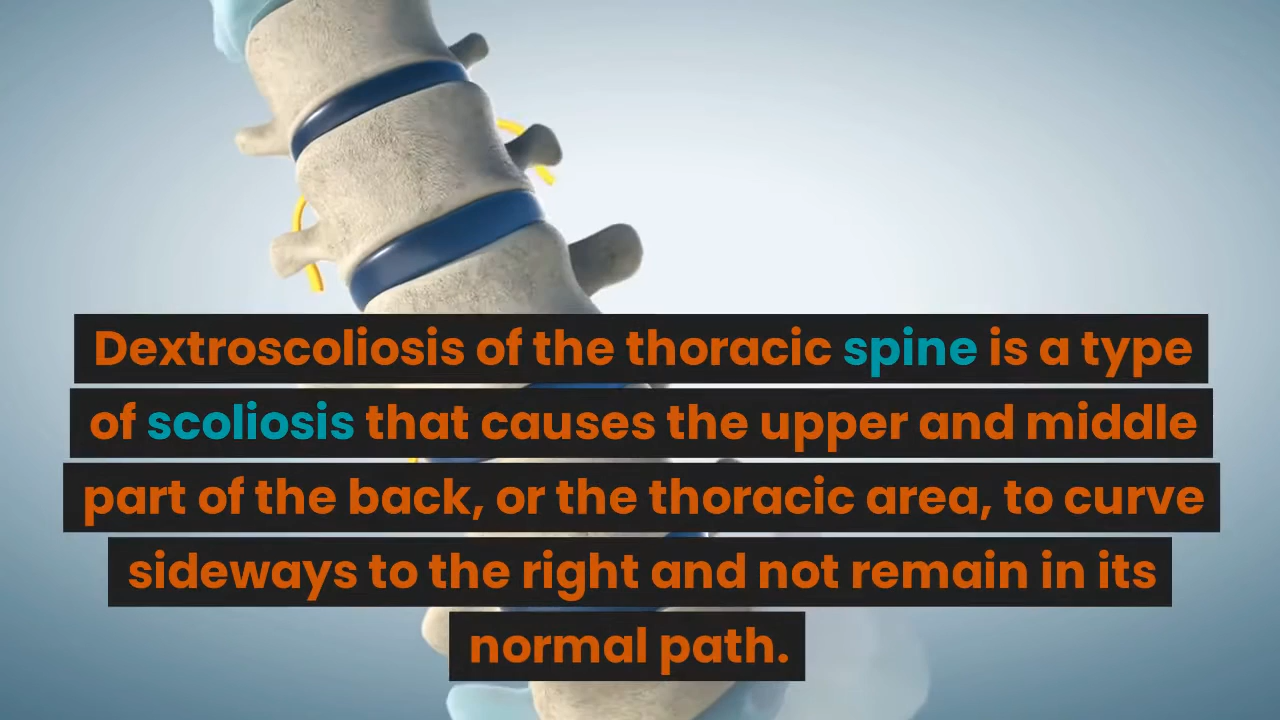 Dextroscoliosis of the thoracic spine is a type
of scoliosis that causes the upper and middle
part of the back, or the thoracic area, to curve
sideways to the right and not remain in its
normal path.